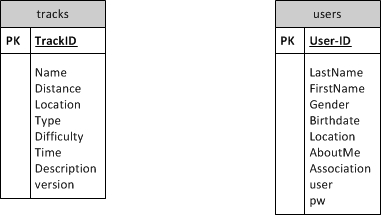 tracks
PK TrackID
Name
Distance
Location
Type
Difficulty
Time
Description
version
users
PK User-ID
LastName
FirstName
Gender
Birthdate
Location
AboutMe
Association
user
pw